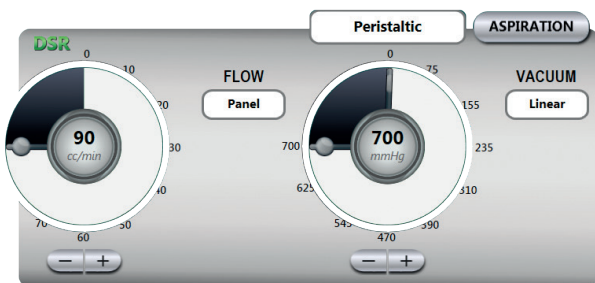 Peristaltic
ASPIRATION
DSR
0
10
20
30
40
50
60
70
90
cc/min
FLOW
Panel
− +
0
75
155
235
310
390
470
545
625
700
700
mmHg
VACUUM
Linear
− +